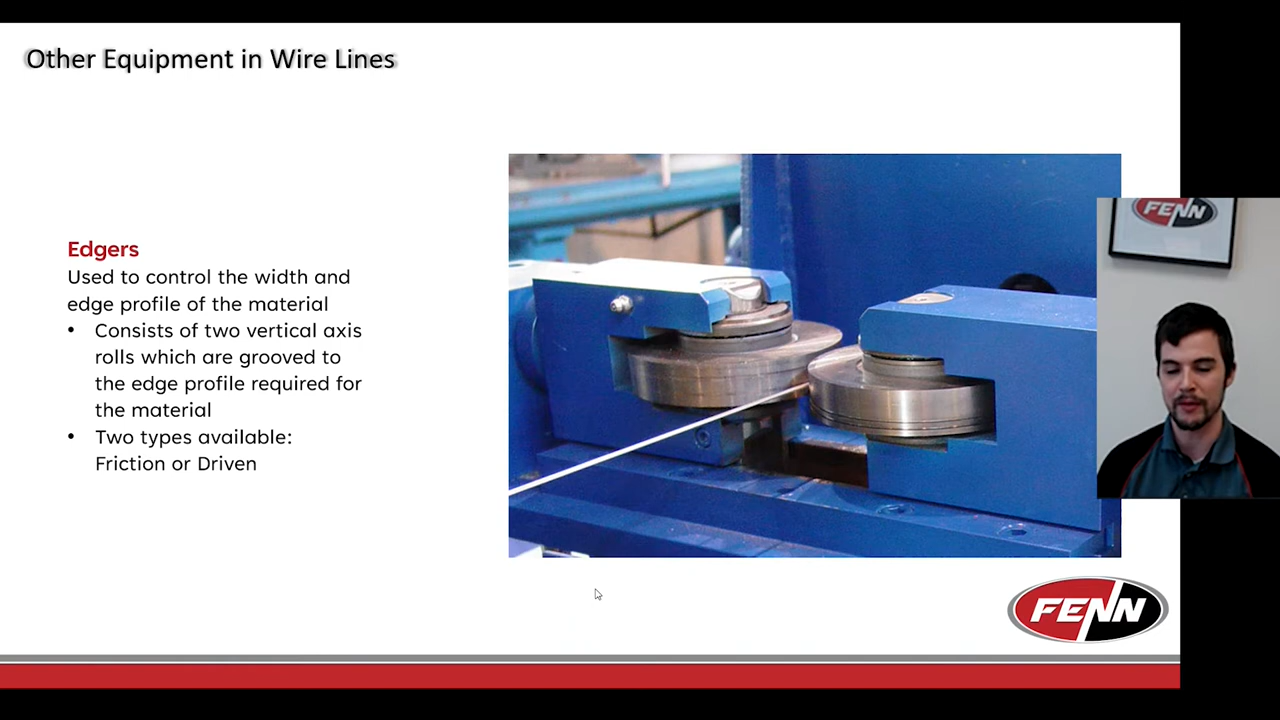 Other Equipment in Wire Lines
Edgers
Used to control the width and
edge profile of the material
• Consists of two vertical axis
rolls which are grooved to
the edge profile required for
the material
• Two types available:
Friction or Driven
FENN
FENN